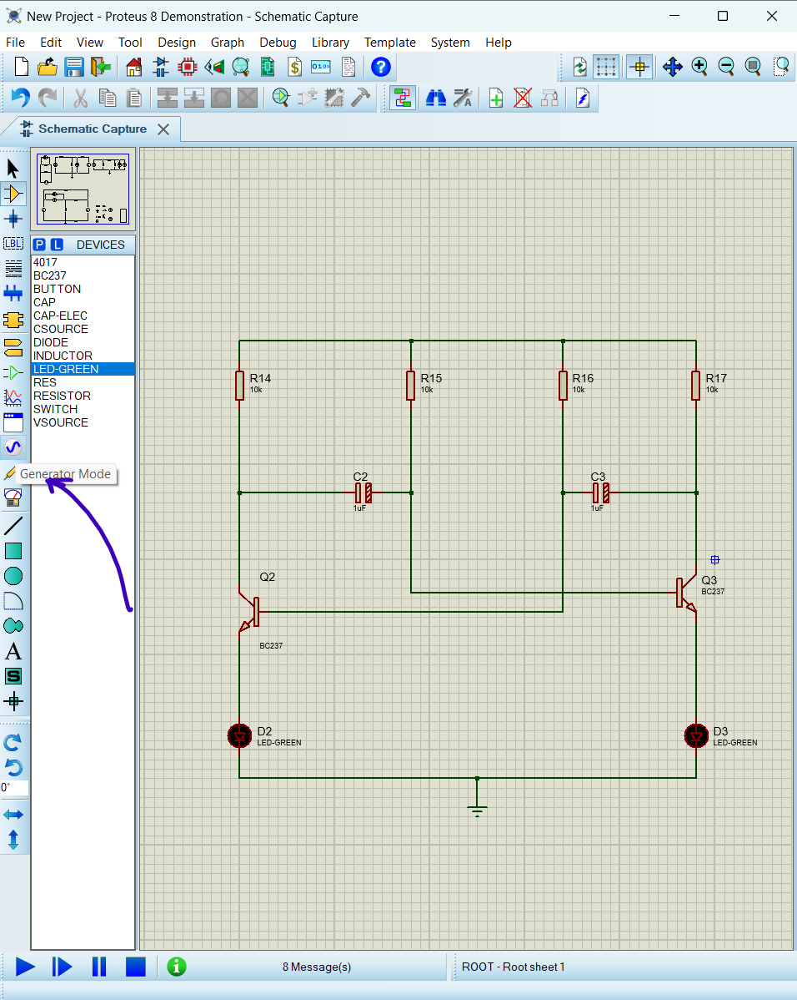 New Project - Proteus 8 Demonstration - Schematic Capture
File Edit View Tool Design Graph Debug Library Template System Help
$ 0101 ?
A
Schematic Capture
LBL
P L DEVICES
4017
BC237
BUTTON
CAP
CAP-ELEC
CSOURCE
DIODE
INDUCTOR
LED-GREEN
RES
RESISTOR
SWITCH
VSOURCE
Generator Mode
A
S
0°
R14
10k
R15
10k
R16
10k
R17
10k
C2
1uF
C3
1uF
Q2
BC237
Q3
BC237
D2
LED-GREEN
D3
LED-GREEN
8 Message(s)
ROOT - Root sheet 1